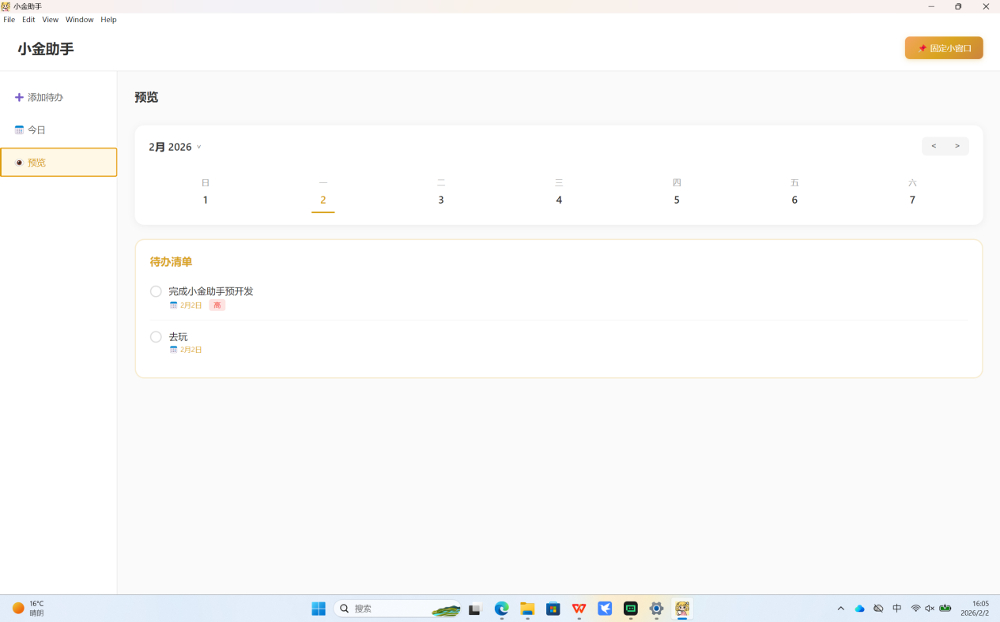 小金助手
File Edit View Window Help
小金助手
固定小窗口
添加待办
今日
预览
预览
2月 2026
< >
日 一 二 三 四 五 六
1 2 3 4 5 6 7
待办清单
完成小金助手预开发
2月2日 高
去玩
2月2日
16°C
晴朗
搜索
中
16:05
2026/2/2